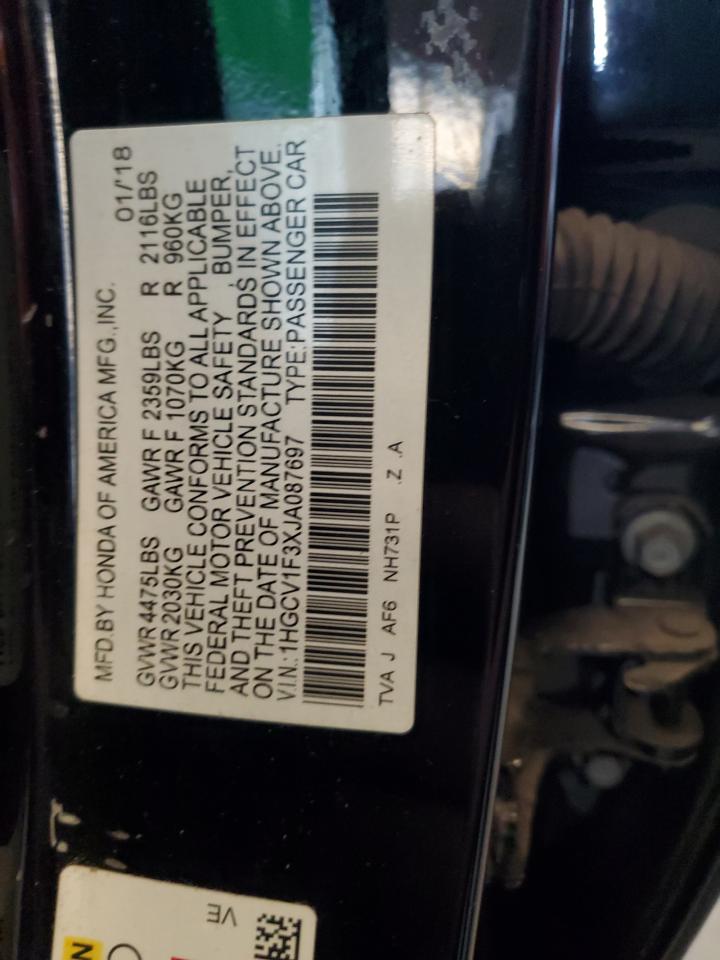 MFD.BY HONDA OF AMERICA MFG.,INC. 01/'18
GVWR 4475LBS GAWR F 2359LBS R 2116LBS
GVWR 2030KG GAWR F 1070KG R 960KG
THIS VEHICLE CONFORMS TO ALL APPLICABLE
FEDERAL MOTOR VEHICLE SAFETY , BUMPER,
AND THEFT PREVENTION STANDARDS IN EFFECT
ON THE DATE OF MANUFACTURE SHOWN ABOVE.
V.I.N.:1HGCV1F3XJA087697 TYPE:PASSENGER CAR
TVA J AF6 NH731P .Z .A
VE
N